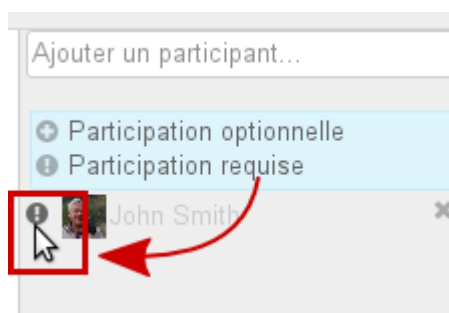 Ajouter un participant...
Participation optionnelle
Participation requise
John Smith